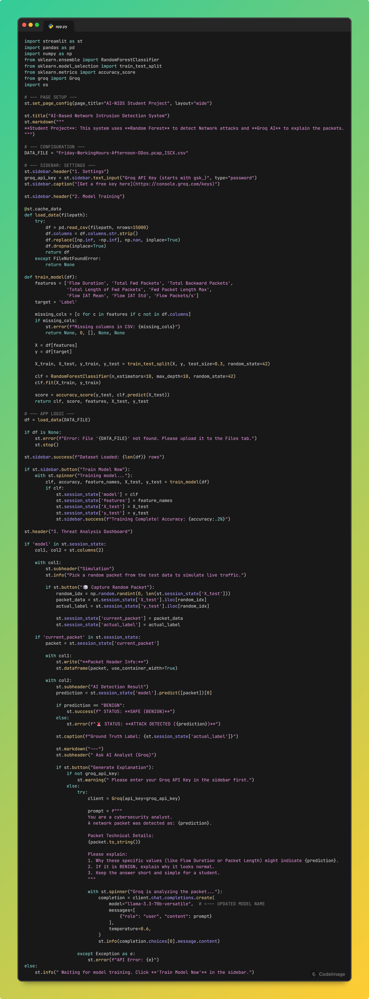 app.py
import streamlit as st
import pandas as pd
import numpy as np
from sklearn.ensemble import RandomForestClassifier
from sklearn.model_selection import train_test_split
from sklearn.metrics import accuracy_score
from groq import Groq
import os

# --- PAGE SETUP ---
st.set_page_config(page_title="AI-NIDS Student Project", layout="wide")

st.title("AI-Based Network Intrusion Detection System")
st.markdown("""
**Student Project**: This system uses **Random Forest** to detect Network attacks and **Groq AI** to explain the packets.
""")

# --- CONFIGURATION ---
DATA_FILE = "Friday-WorkingHours-Afternoon-DDos.pcap_ISCX.csv"

# --- SIDEBAR: SETTINGS ---
st.sidebar.header("1. Settings")
groq_api_key = st.sidebar.text_input("Groq API Key (starts with gsk_)", type="password")
st.sidebar.caption("[Get a free key here](https://console.groq.com/keys)")

st.sidebar.header("2. Model Training")

@st.cache_data
def load_data(filepath):
    try:
        df = pd.read_csv(filepath, nrows=15000)
        df.columns = df.columns.str.strip()
        df.replace([np.inf, -np.inf], np.nan, inplace=True)
        df.dropna(inplace=True)
        return df
    except FileNotFoundError:
        return None

def train_model(df):
    features = ['Flow Duration', 'Total Fwd Packets', 'Total Backward Packets',
                'Total Length of Fwd Packets', 'Fwd Packet Length Max',
                'Flow IAT Mean', 'Flow IAT Std', 'Flow Packets/s']
    target = 'Label'

    missing_cols = [c for c in features if c not in df.columns]
    if missing_cols:
        st.error(f"Missing columns in CSV: {missing_cols}")
        return None, 0, [], None, None

    X = df[features]
    y = df[target]

    X_train, X_test, y_train, y_test = train_test_split(X, y, test_size=0.3, random_state=42)

    clf = RandomForestClassifier(n_estimators=10, max_depth=10, random_state=42)
    clf.fit(X_train, y_train)

    score = accuracy_score(y_test, clf.predict(X_test))
    return clf, score, features, X_test, y_test

# --- APP LOGIC ---
df = load_data(DATA_FILE)

if df is None:
    st.error(f"Error: File '{DATA_FILE}' not found. Please upload it to the Files tab.")
    st.stop()

st.sidebar.success(f"Dataset Loaded: {len(df)} rows")

if st.sidebar.button("Train Model Now"):
    with st.spinner("Training model..."):
        clf, accuracy, feature_names, X_test, y_test = train_model(df)
        if clf:
            st.session_state['model'] = clf
            st.session_state['features'] = feature_names
            st.session_state['X_test'] = X_test
            st.session_state['y_test'] = y_test
            st.sidebar.success(f"Training Complete! Accuracy: {accuracy:.2%}")

st.header("3. Threat Analysis Dashboard")

if 'model' in st.session_state:
    col1, col2 = st.columns(2)

    with col1:
        st.subheader("Simulation")
        st.info("Pick a random packet from the test data to simulate live traffic.")

        if st.button("🎲 Capture Random Packet"):
            random_idx = np.random.randint(0, len(st.session_state['X_test']))
            packet_data = st.session_state['X_test'].iloc[random_idx]
            actual_label = st.session_state['y_test'].iloc[random_idx]

            st.session_state['current_packet'] = packet_data
            st.session_state['actual_label'] = actual_label

    if 'current_packet' in st.session_state:
        packet = st.session_state['current_packet']

        with col1:
            st.write("**Packet Header Info:**")
            st.dataframe(packet, use_container_width=True)

        with col2:
            st.subheader("AI Detection Result")
            prediction = st.session_state['model'].predict([packet])[0]

            if prediction == "BENIGN":
                st.success(f" STATUS: **SAFE (BENIGN)**")
            else:
                st.error(f"🚨 STATUS: **ATTACK DETECTED ({prediction})**")

            st.caption(f"Ground Truth Label: {st.session_state['actual_label']}")

            st.markdown("---")
            st.subheader(" Ask AI Analyst (Groq)")

            if st.button("Generate Explanation"):
                if not groq_api_key:
                    st.warning(" Please enter your Groq API Key in the sidebar first.")
                else:
                    try:
                        client = Groq(api_key=groq_api_key)

                        prompt = f"""
                        You are a cybersecurity analyst.
                        A network packet was detected as: {prediction}.

                        Packet Technical Details:
                        {packet.to_string()}

                        Please explain:
                        1. Why these specific values (like Flow Duration or Packet Length) might indicate {prediction}.
                        2. If it is BENIGN, explain why it looks normal.
                        3. Keep the answer short and simple for a student.
                        """

                        with st.spinner("Groq is analyzing the packet..."):
                            completion = client.chat.completions.create(
                                model="llama-3.3-70b-versatile",  # <--- UPDATED MODEL NAME
                                messages=[
                                    {"role": "user", "content": prompt}
                                ],
                                temperature=0.6,
                            )
                            st.info(completion.choices[0].message.content)

                    except Exception as e:
                        st.error(f"API Error: {e}")
else:
    st.info(" Waiting for model training. Click **'Train Model Now'** in the sidebar.")
CodeImage